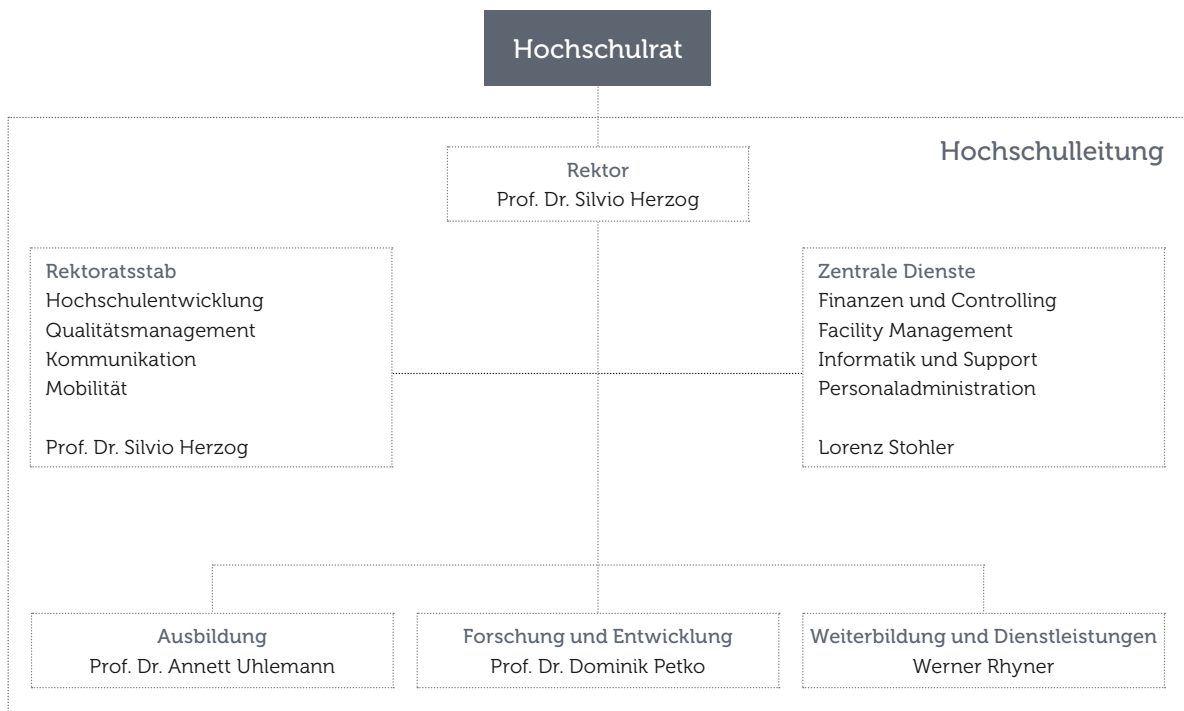 Hochschulrat
Hochschulleitung
Rektor
Prof. Dr. Silvio Herzog
Rektoratsstab
Hochschulentwicklung
Qualitätsmanagement
Kommunikation
Mobilität
Prof. Dr. Silvio Herzog
Zentrale Dienste
Finanzen und Controlling
Facility Management
Informatik und Support
Personaladministration
Lorenz Stohler
Ausbildung
Prof. Dr. Annett Uhlemann
Forschung und Entwicklung
Prof. Dr. Dominik Petko
Weiterbildung und Dienstleistungen
Werner Rhyner